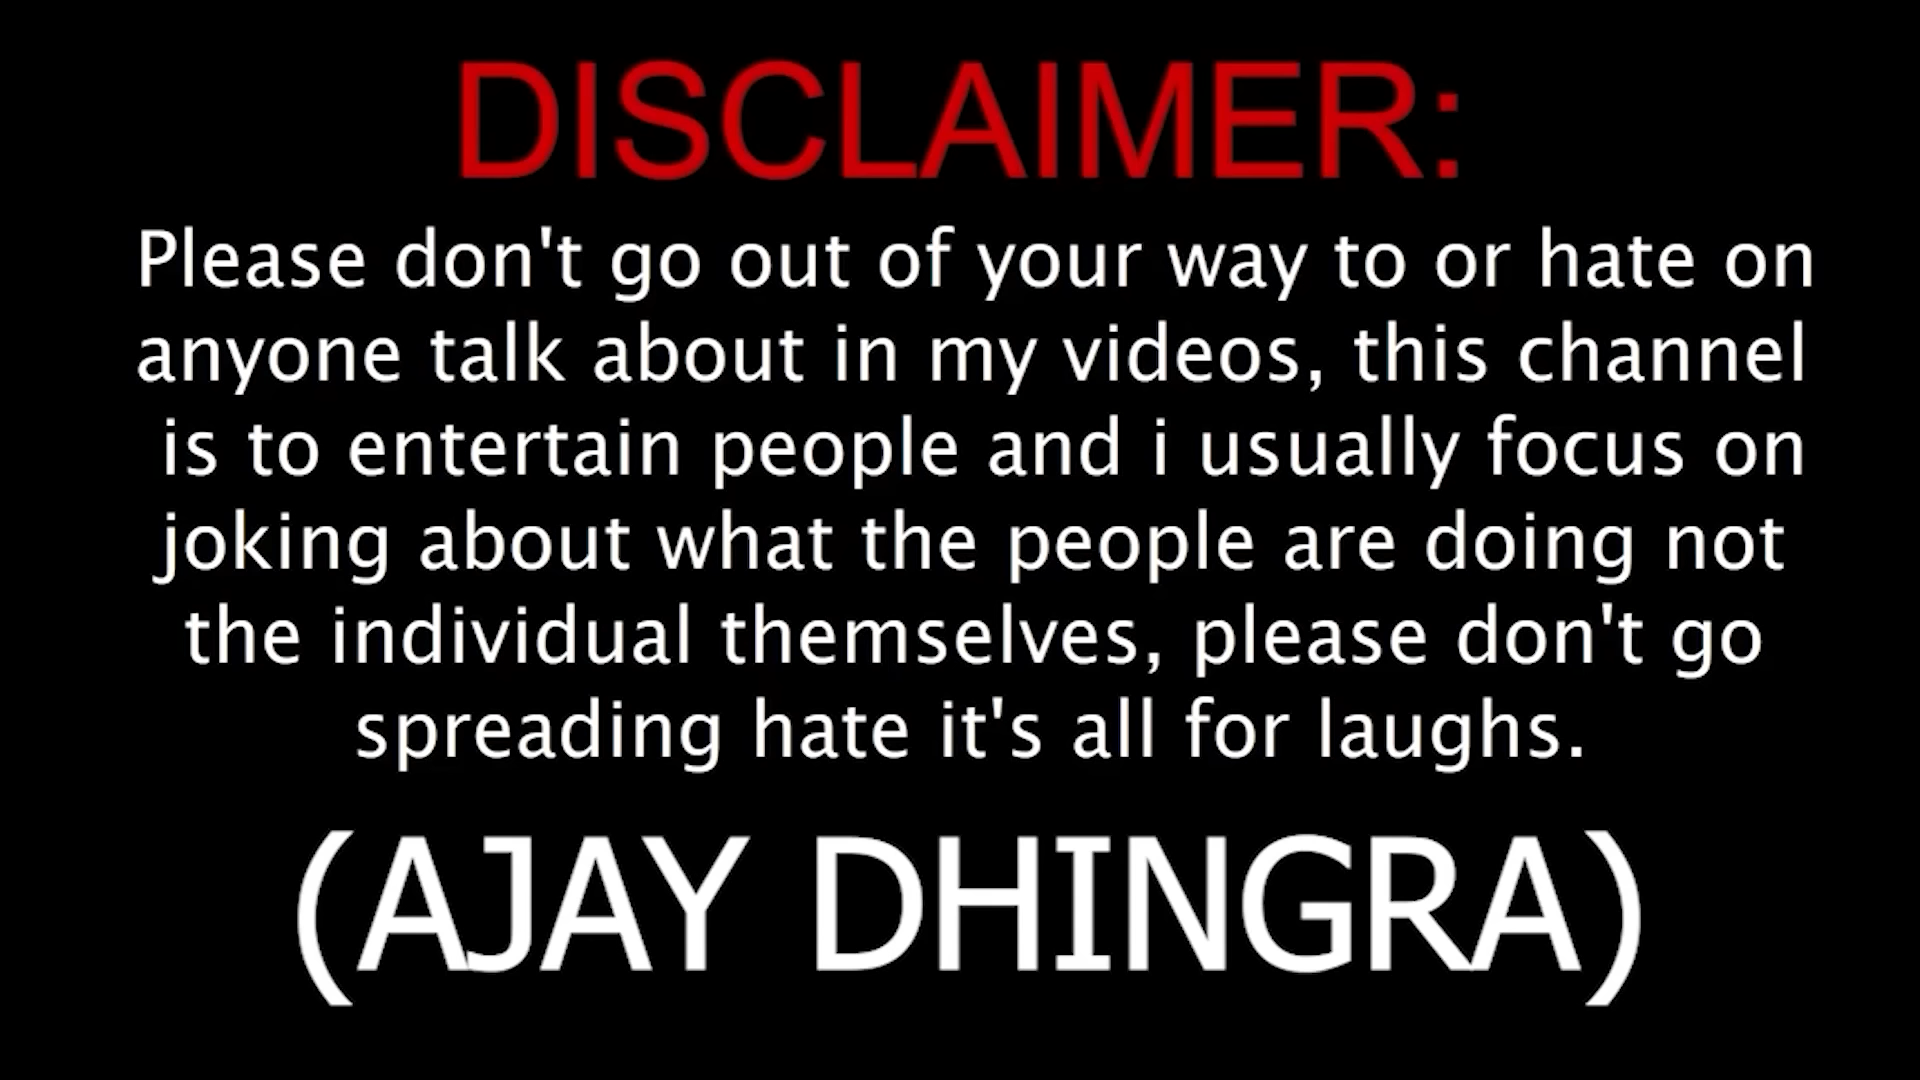 DISCLAIMER:
Please don't go out of your way to or hate on
anyone talk about in my videos, this channel
is to entertain people and i usually focus on
joking about what the people are doing not
the individual themselves, please don't go
spreading hate it's all for laughs.
(AJAY DHINGRA)